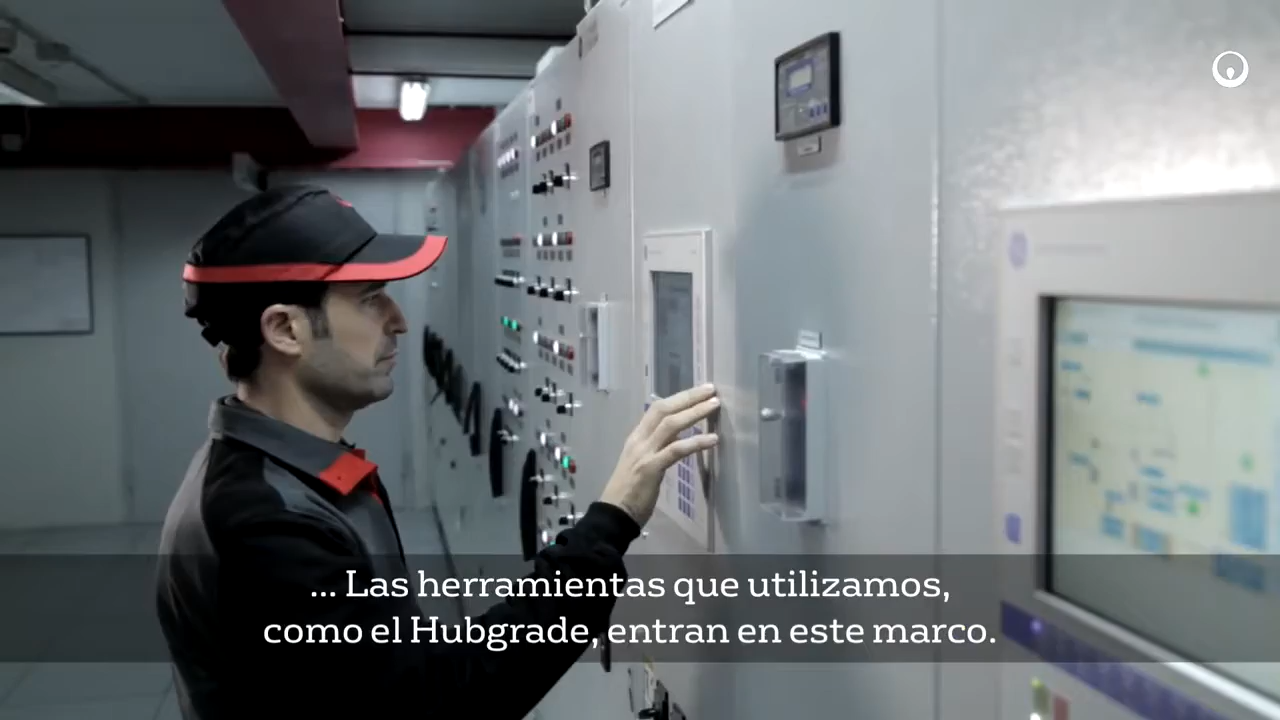 ... Las herramientas que utilizamos,
como el Hubgrade, entran en este marco.